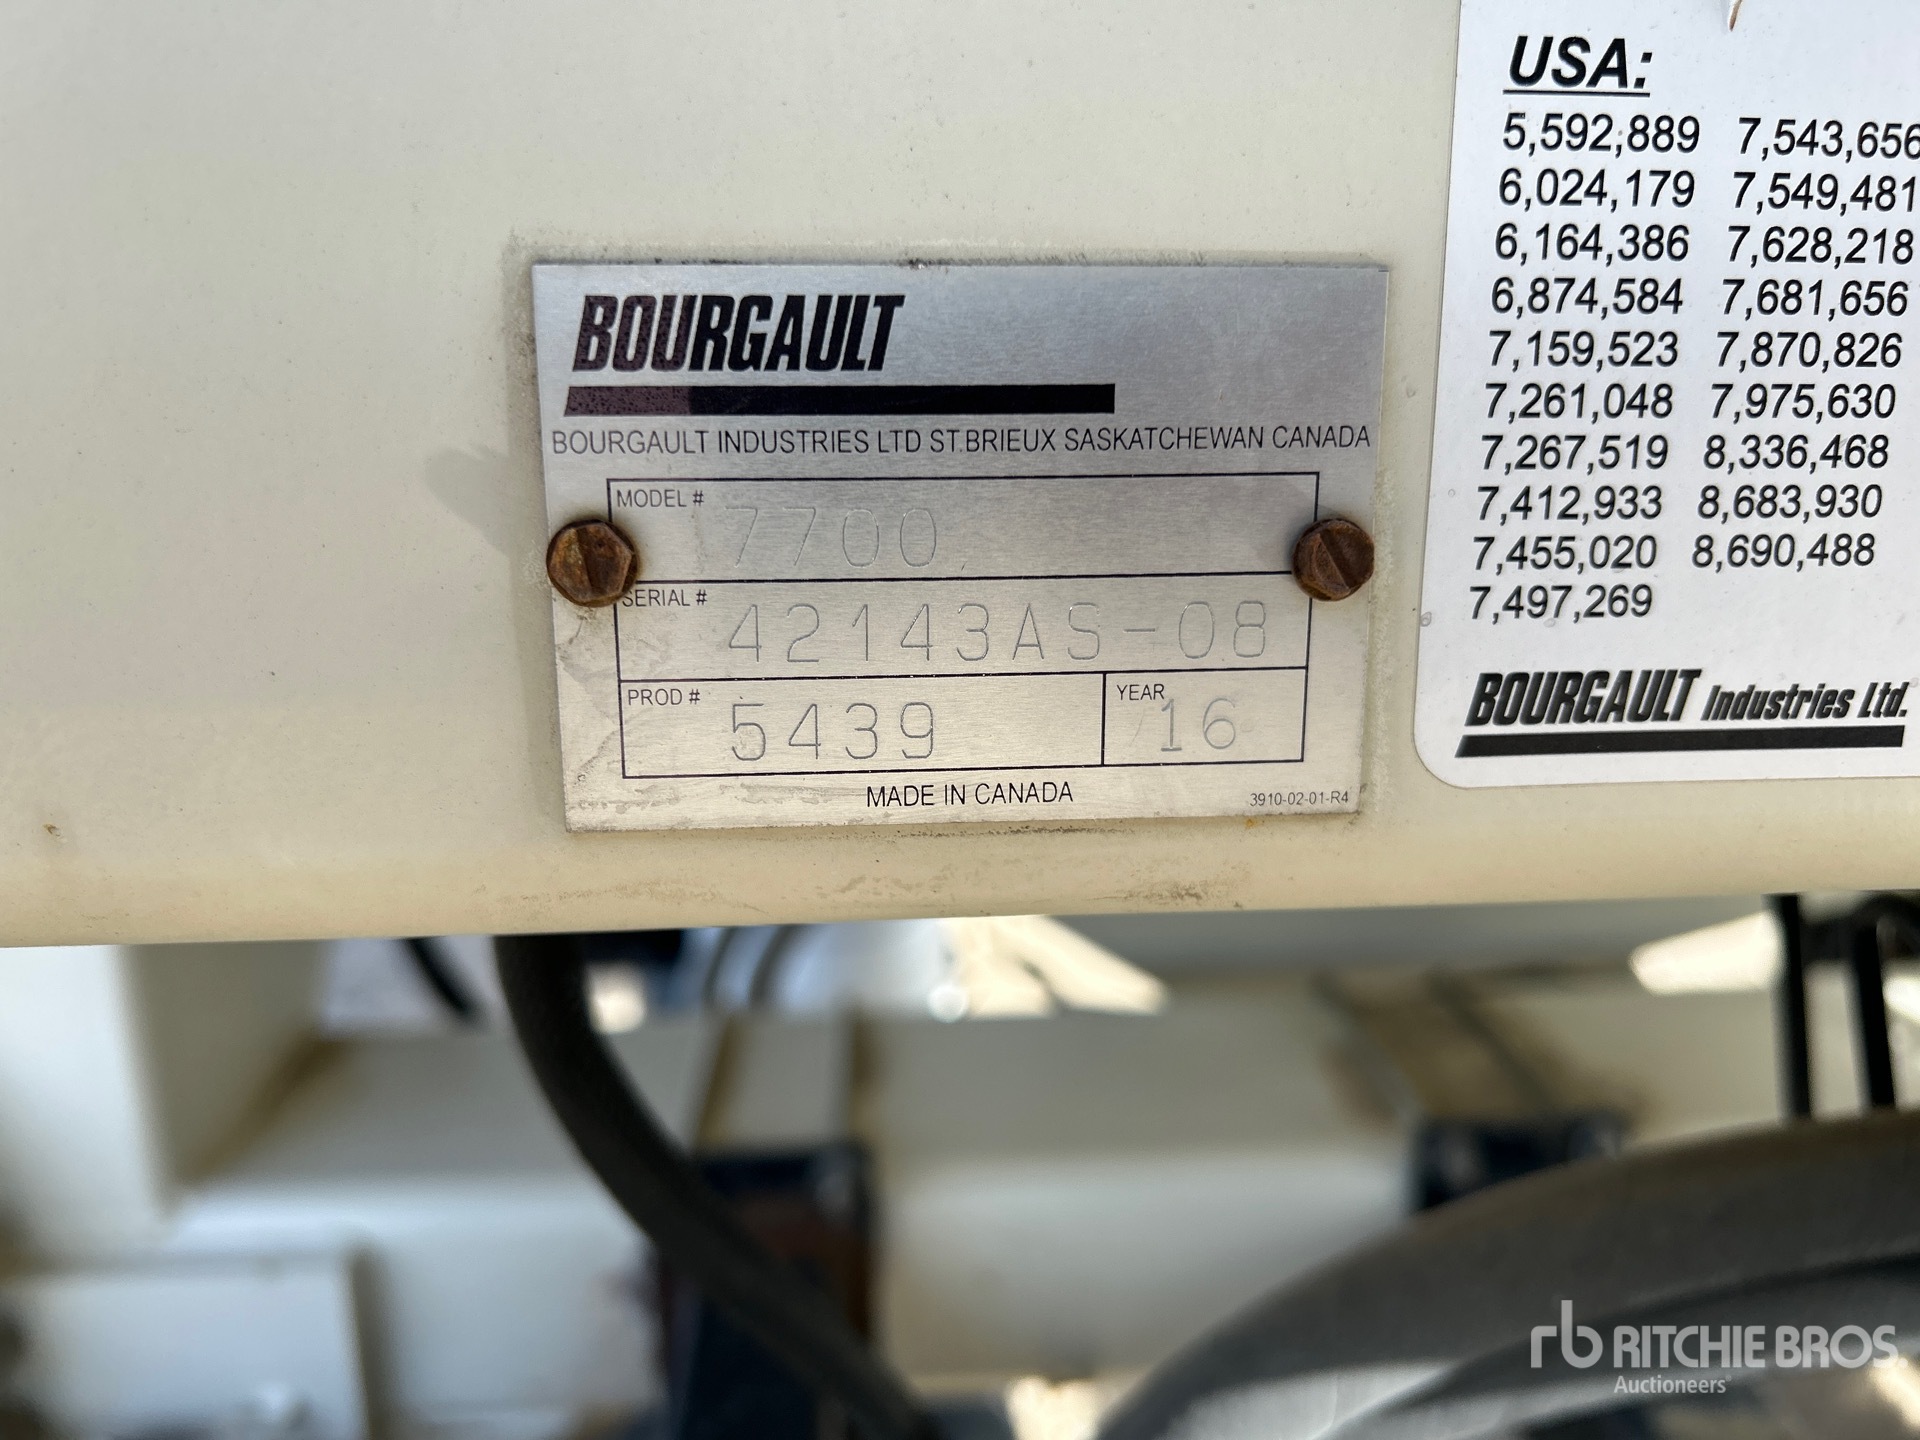 BOURGAULT
BOURGAULT INDUSTRIES LTD ST.BRIEUX SASKATCHEWAN CANADA
MODEL # 7700
SERIAL # 42143AS-08
PROD # 5439 YEAR 16
MADE IN CANADA 3910-02-01-R4
USA:
5,592,889 7,543,656
6,024,179 7,549,481
6,164,386 7,628,218
6,874,584 7,681,656
7,159,523 7,870,826
7,261,048 7,975,630
7,267,519 8,336,468
7,412,933 8,683,930
7,455,020 8,690,488
7,497,269
BOURGAULT Industries Ltd.
rb RITCHIE BROS.
Auctioneers